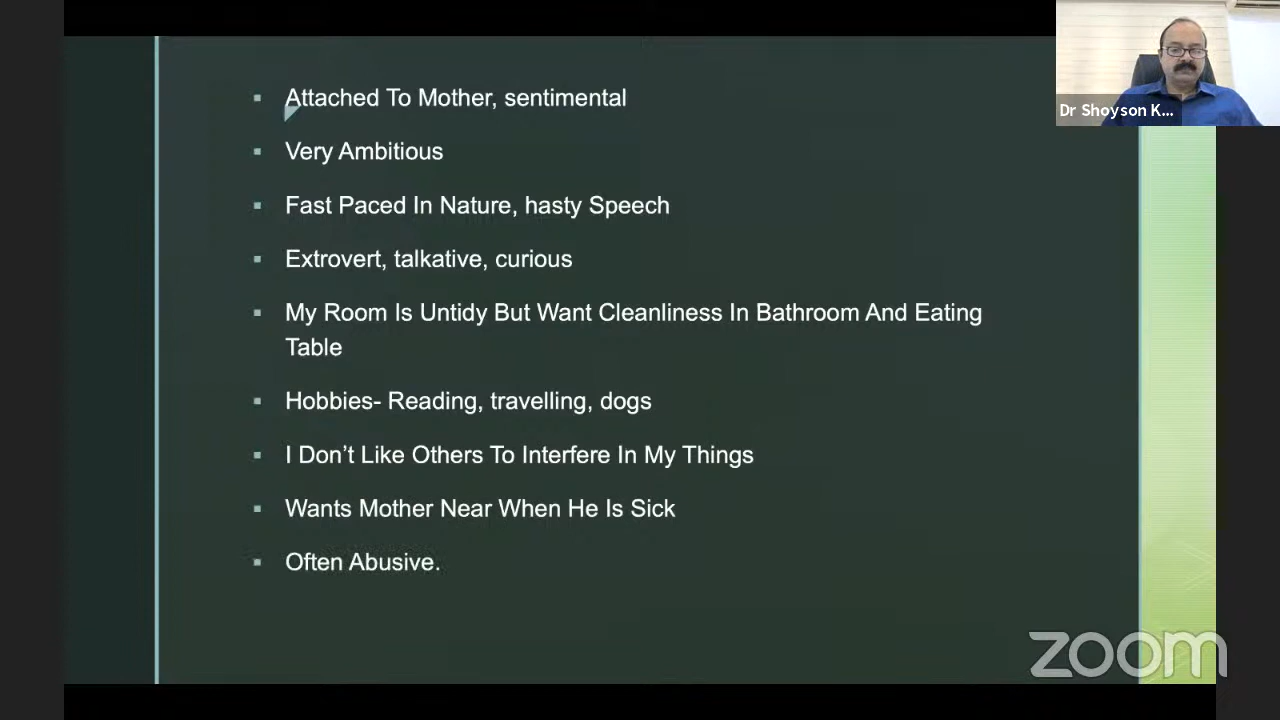 Attached To Mother, sentimental
Very Ambitious
Fast Paced In Nature, hasty Speech
Extrovert, talkative, curious
My Room Is Untidy But Want Cleanliness In Bathroom And Eating
Table
Hobbies- Reading, travelling, dogs
I Don’t Like Others To Interfere In My Things
Wants Mother Near When He Is Sick
Often Abusive.
Dr Shoyson K...
zoom